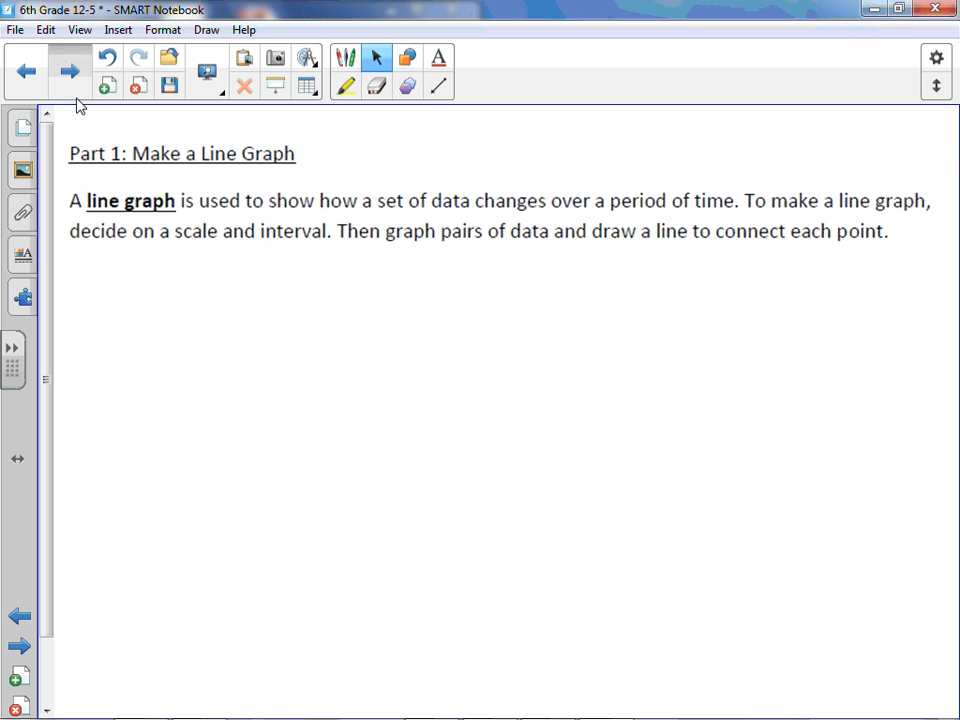 6th Grade 12-5 * - SMART Notebook
File Edit View Insert Format Draw Help
Part 1: Make a Line Graph
A line graph is used to show how a set of data changes over a period of time. To make a line graph,
decide on a scale and interval. Then graph pairs of data and draw a line to connect each point.